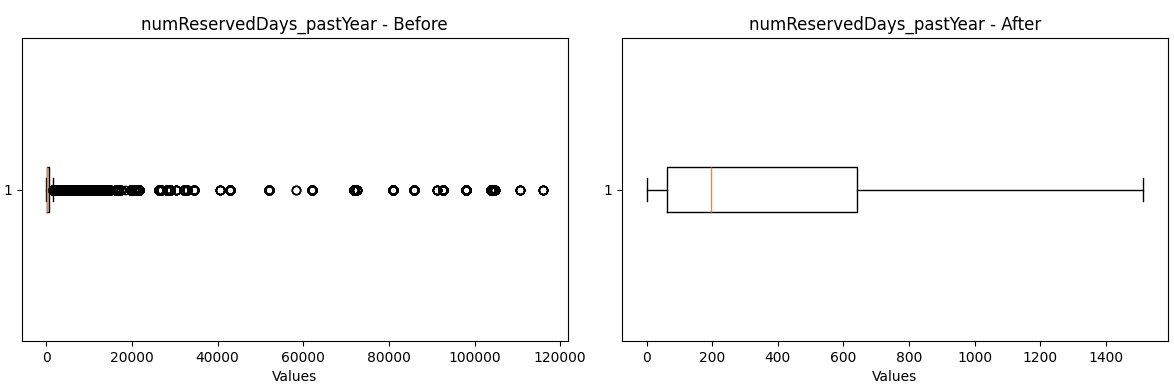 numReservedDays_pastYear - Before
1
0 20000 40000 60000 80000 100000 120000
Values
numReservedDays_pastYear - After
1
0 200 400 600 800 1000 1200 1400
Values